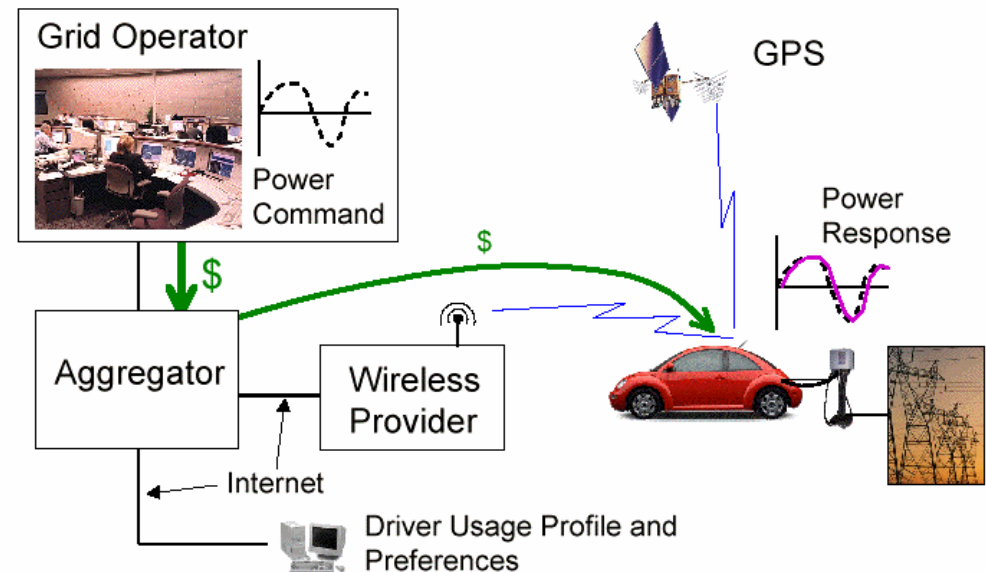 Grid Operator
GPS
Power
Command
Power
Response
$
$
Aggregator
Wireless
Provider
Internet
Driver Usage Profile and
Preferences